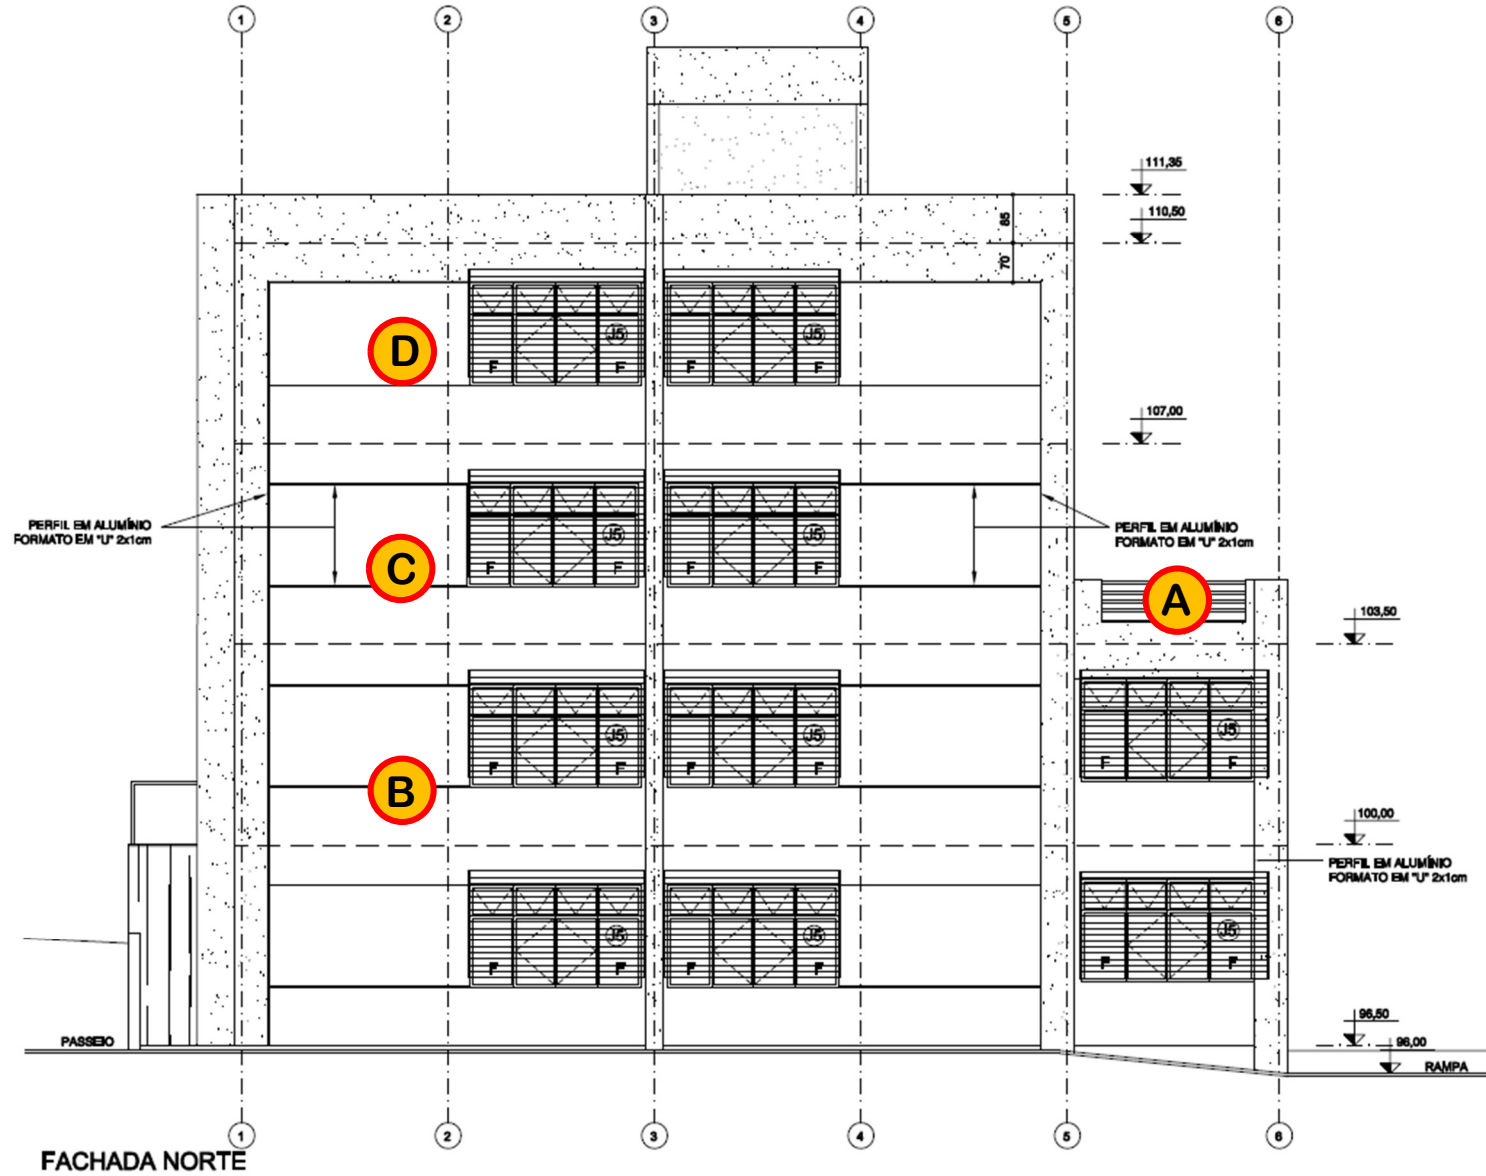 1 2 3 4 5 6
111,35
110,50
85
70
D
J5 J5
F F F F
107,00
PERFIL EM ALUMÍNIO
FORMATO EM "U" 2x1cm
PERFIL EM ALUMÍNIO
FORMATO EM "U" 2x1cm
J5 J5
F F F F
C
A
103,50
J5 J5 J5
F F F F F F
B
100,00
PERFIL EM ALUMÍNIO
FORMATO EM "U" 2x1cm
J5 J5 J5
F F F F F F
96,50
96,00
PASSEIO
RAMPA
1 2 3 4 5 6
FACHADA NORTE